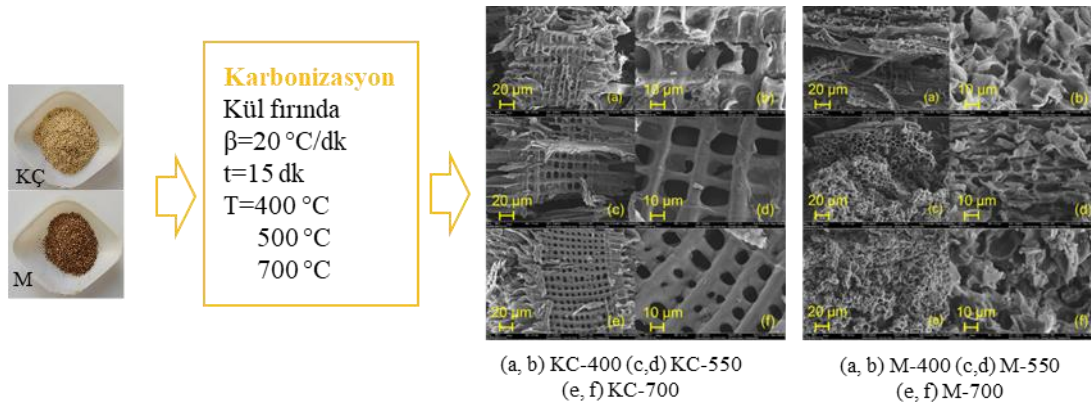 KÇ
M
Karbonizasyon
Kül fırında
β=20 °C/dk
t=15 dk
T=400 °C
500 °C
700 °C
20 µm
(a)
10 µm
(b)
20 µm
(c)
10 µm
(d)
20 µm
(e)
10 µm
(f)
(a, b) KC-400 (c,d) KC-550
(e, f) KC-700
20 µm
(a)
10 µm
(b)
20 µm
(c)
10 µm
(d)
20 µm
(e)
10 µm
(f)
(a, b) M-400 (c,d) M-550
(e, f) M-700